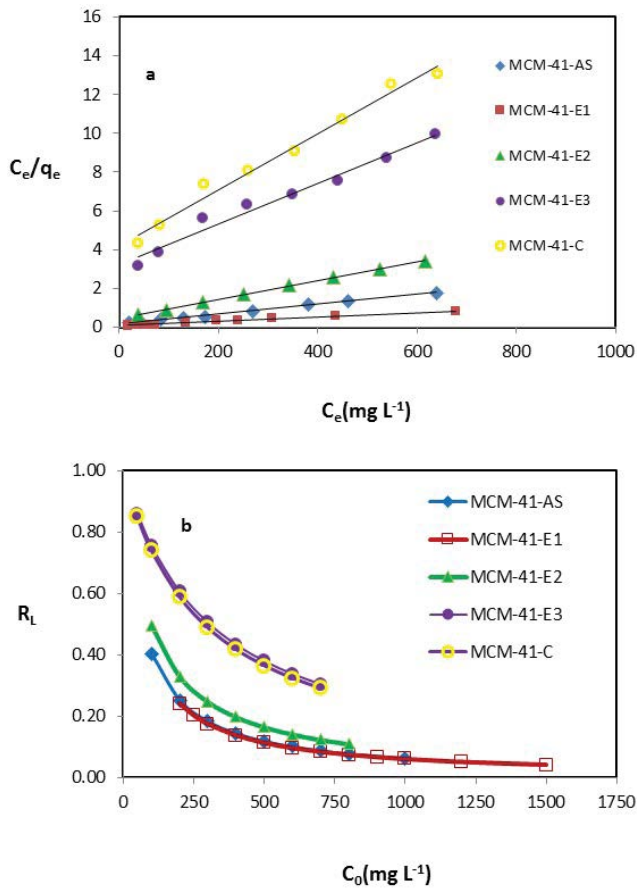 16
14
12
10
8
6
4
2
0
a
Cₑ/qₑ
MCM-41-AS
MCM-41-E1
MCM-41-E2
MCM-41-E3
MCM-41-C
0 200 400 600 800 1000
Cₑ(mg L⁻¹)
1.00
0.80
0.60
0.40
0.20
0.00
b
R_L
MCM-41-AS
MCM-41-E1
MCM-41-E2
MCM-41-E3
MCM-41-C
0 250 500 750 1000 1250 1500 1750
C₀(mg L⁻¹)